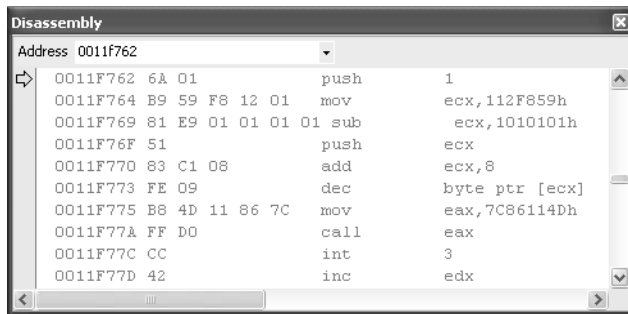 Disassembly
Address 0011f762
0011F762 6A 01 push 1
0011F764 B9 59 F8 12 01 mov ecx,112F859h
0011F769 81 E9 01 01 01 01 sub ecx,1010101h
0011F76F 51 push ecx
0011F770 83 C1 08 add ecx,8
0011F773 FE 09 dec byte ptr [ecx]
0011F775 B8 4D 11 86 7C mov eax,7C86114Dh
0011F77A FF D0 call eax
0011F77C CC int 3
0011F77D 42 inc edx